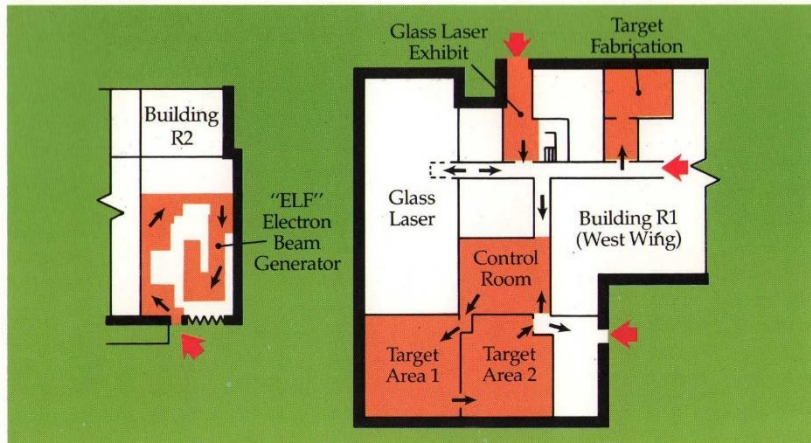 Building
R2
"ELF"
Electron
Beam
Generator
Glass Laser
Exhibit
Target
Fabrication
Glass
Laser
Building R1
(West Wing)
Control
Room
Target
Area 1
Target
Area 2